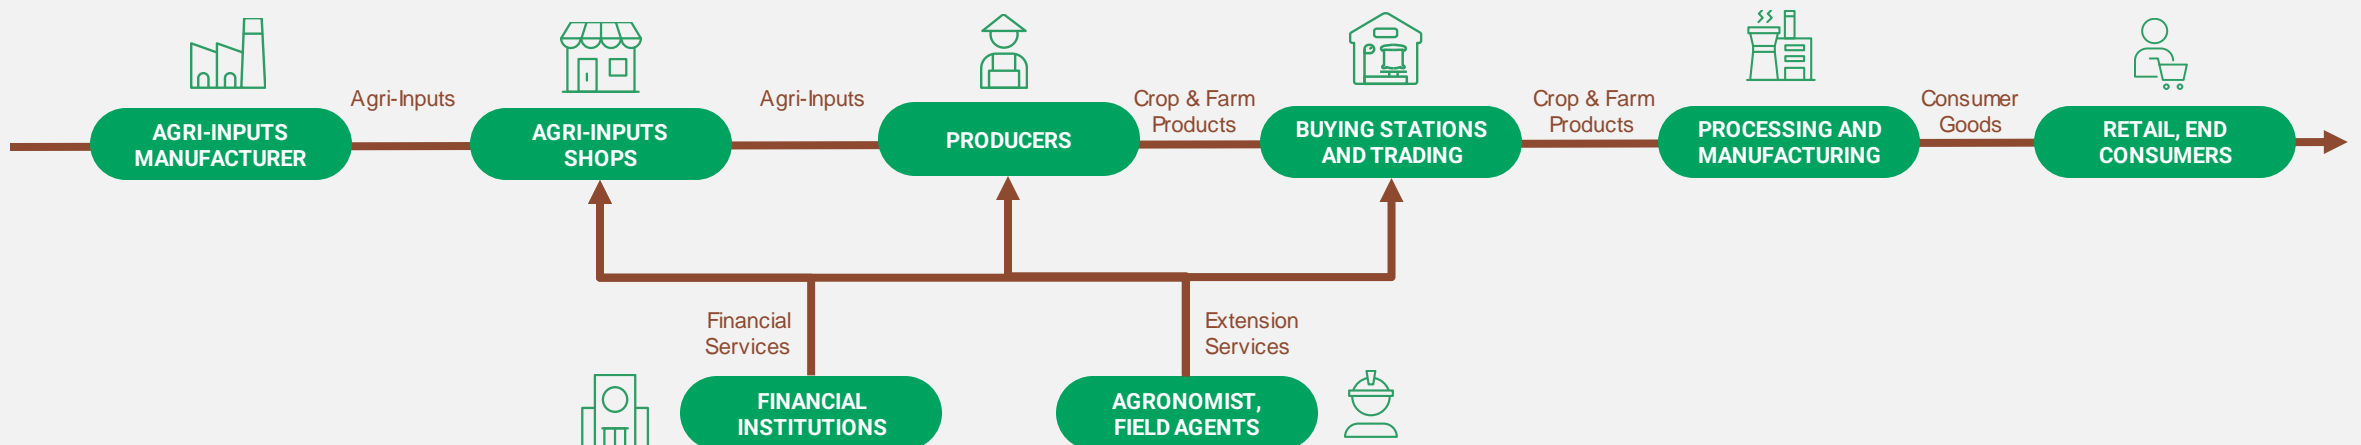 Agri-Inputs
Agri-Inputs
Crop & Farm
Products
Crop & Farm
Products
Consumer
Goods
AGRI-INPUTS
MANUFACTURER
AGRI-INPUTS
SHOPS
PRODUCERS
BUYING STATIONS
AND TRADING
PROCESSING AND
MANUFACTURING
RETAIL, END
CONSUMERS
Financial
Services
Extension
Services
FINANCIAL
INSTITUTIONS
AGRONOMIST,
FIELD AGENTS